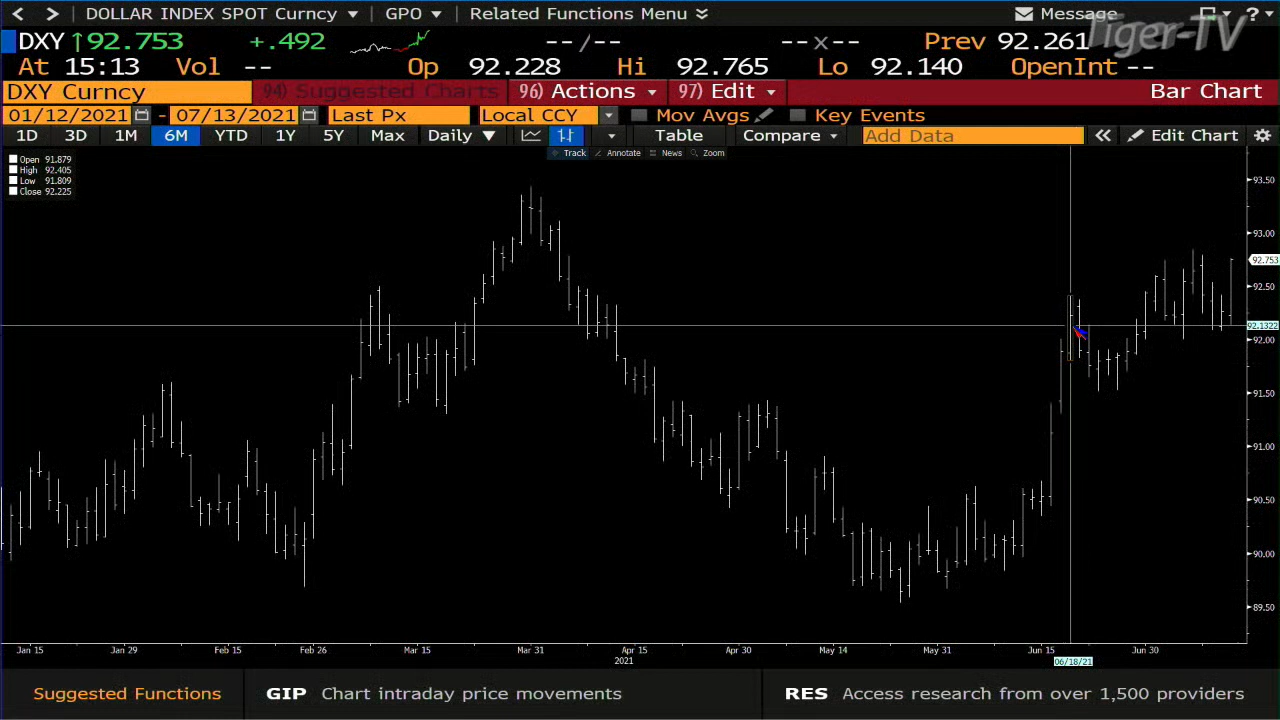 DOLLAR INDEX SPOT Curncy GPO Related Functions Menu Message ?
Tiger-TV
DXY ↑92.753 +.492 --/-- --x-- Prev 92.261
At 15:13 Vol -- Op 92.228 Hi 92.765 Lo 92.140 OpenInt --
DXY Curncy 94) Suggested Charts 96) Actions 97) Edit Bar Chart
01/12/2021 - 07/13/2021 Last Px Local CCY Mov Avgs Key Events
1D 3D 1M 6M YTD 1Y 5Y Max Daily ▼ Table Compare Add Data « Edit Chart
Track Annotate News Zoom
Open 91.879
High 92.405
Low 91.809
Close 92.225
93.50
93.00
92.753
92.50
92.1322
92.00
91.50
91.00
90.50
90.00
89.50
Jan 15 Jan 29 Feb 15 Feb 26 Mar 15 Mar 31 Apr 15 Apr 30 May 14 May 31 Jun 15 Jun 30
2021 06/18/21
Suggested Functions GIP Chart intraday price movements RES Access research from over 1,500 providers